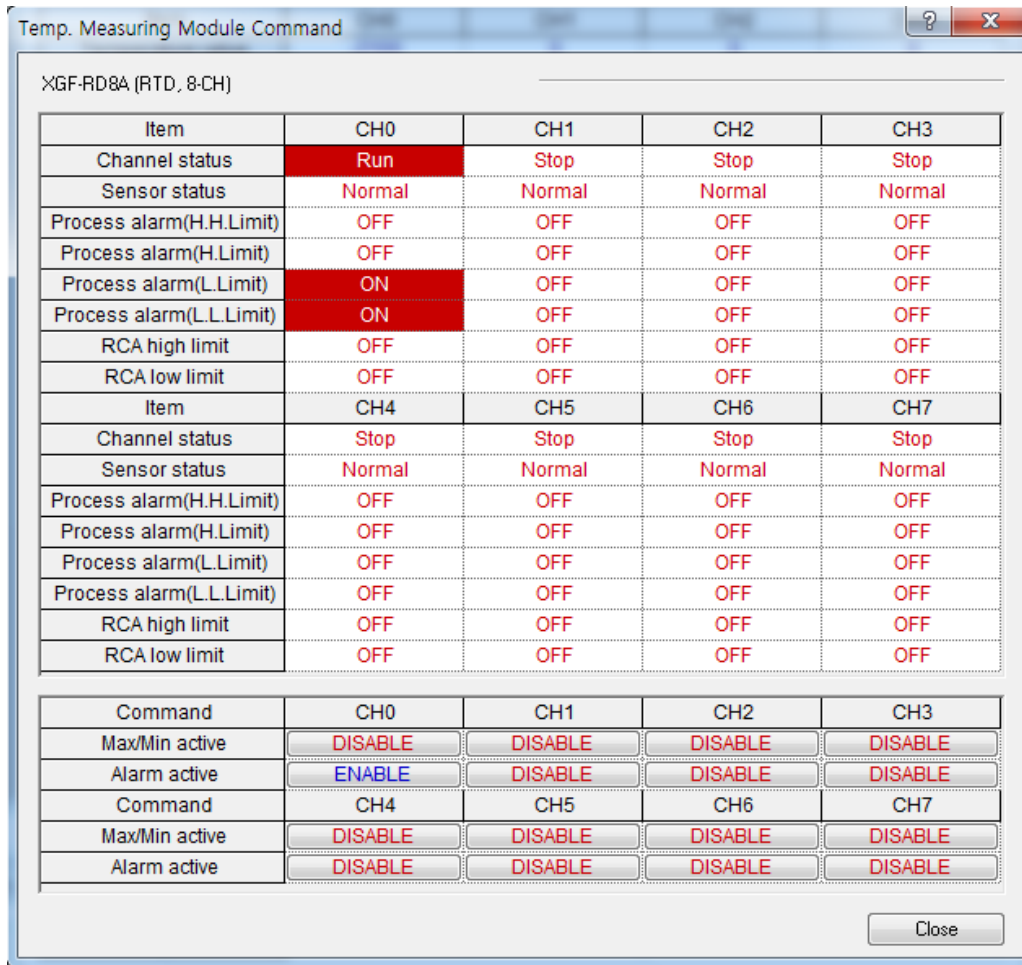 Temp. Measuring Module Command
XGF-RD8A (RTD, 8-CH)
Item CH0 CH1 CH2 CH3
Channel status Run Stop Stop Stop
Sensor status Normal Normal Normal Normal
Process alarm(H.H.Limit) OFF OFF OFF OFF
Process alarm(H.Limit) OFF OFF OFF OFF
Process alarm(L.Limit) ON OFF OFF OFF
Process alarm(L.L.Limit) ON OFF OFF OFF
RCA high limit OFF OFF OFF OFF
RCA low limit OFF OFF OFF OFF
Item CH4 CH5 CH6 CH7
Channel status Stop Stop Stop Stop
Sensor status Normal Normal Normal Normal
Process alarm(H.H.Limit) OFF OFF OFF OFF
Process alarm(H.Limit) OFF OFF OFF OFF
Process alarm(L.Limit) OFF OFF OFF OFF
Process alarm(L.L.Limit) OFF OFF OFF OFF
RCA high limit OFF OFF OFF OFF
RCA low limit OFF OFF OFF OFF
Command CH0 CH1 CH2 CH3
Max/Min active DISABLE DISABLE DISABLE DISABLE
Alarm active ENABLE DISABLE DISABLE DISABLE
Command CH4 CH5 CH6 CH7
Max/Min active DISABLE DISABLE DISABLE DISABLE
Alarm active DISABLE DISABLE DISABLE DISABLE
Close